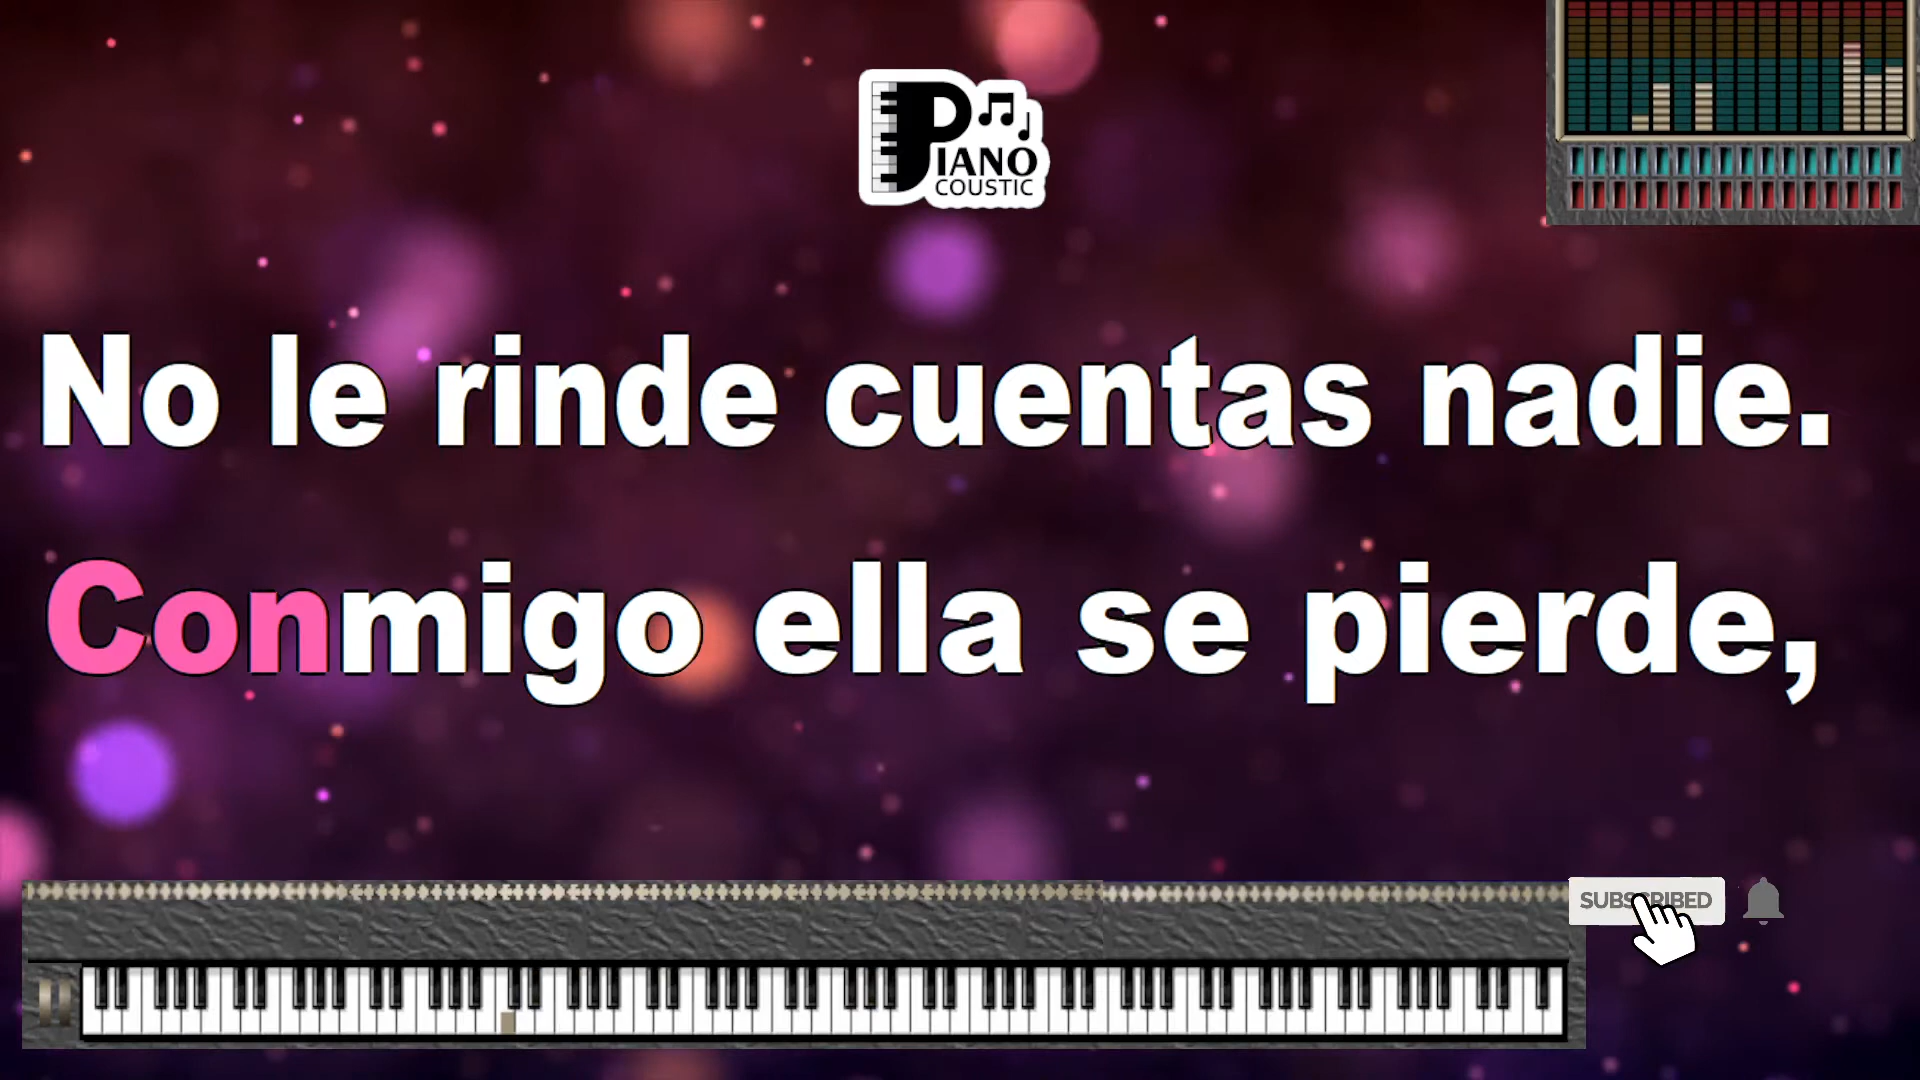 PIANO
COUSTIC
No le rinde cuentas nadie.
Conmigo ella se pierde,
SUBSCRIBED